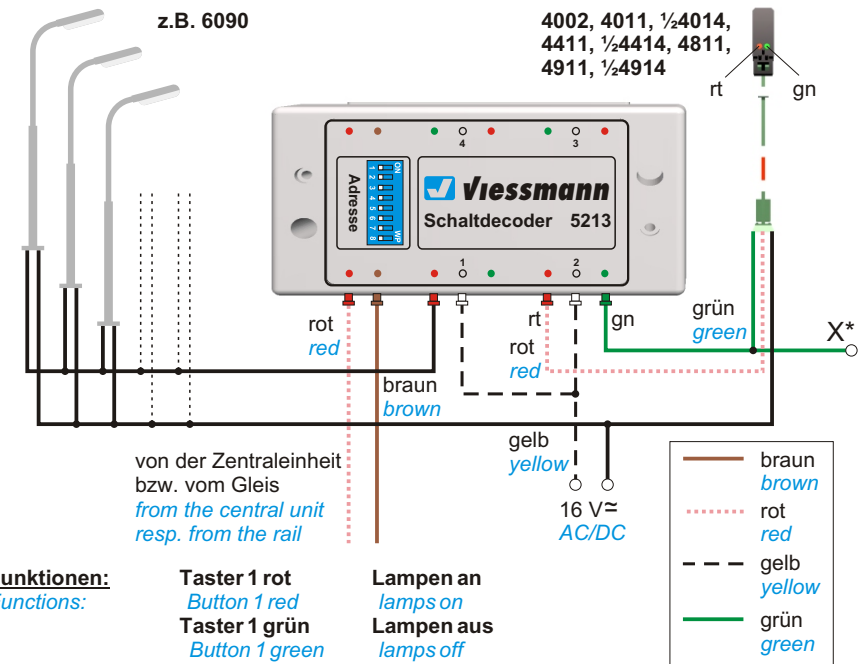 z.B. 6090
4002, 4011, ½4014,
4411, ½4414, 4811,
4911, ½4914
rt
gn
4
3
Adresse
ON
1 2 3 4 5 6 7 8
WP
Viessmann
Schaltdecoder 5213
1
2
rot
red
braun
brown
rt
gn
rot
red
grün
green
X*
gelb
yellow
von der Zentraleinheit
bzw. vom Gleis
from the central unit
resp. from the rail
16 V≂
AC/DC
braun
brown
rot
red
gelb
yellow
grün
green
unktionen:
unctions:
Taster 1 rot
Lampen an
Button 1 red
lamps on
Taster 1 grün
Lampen aus
Button 1 green
lamps off